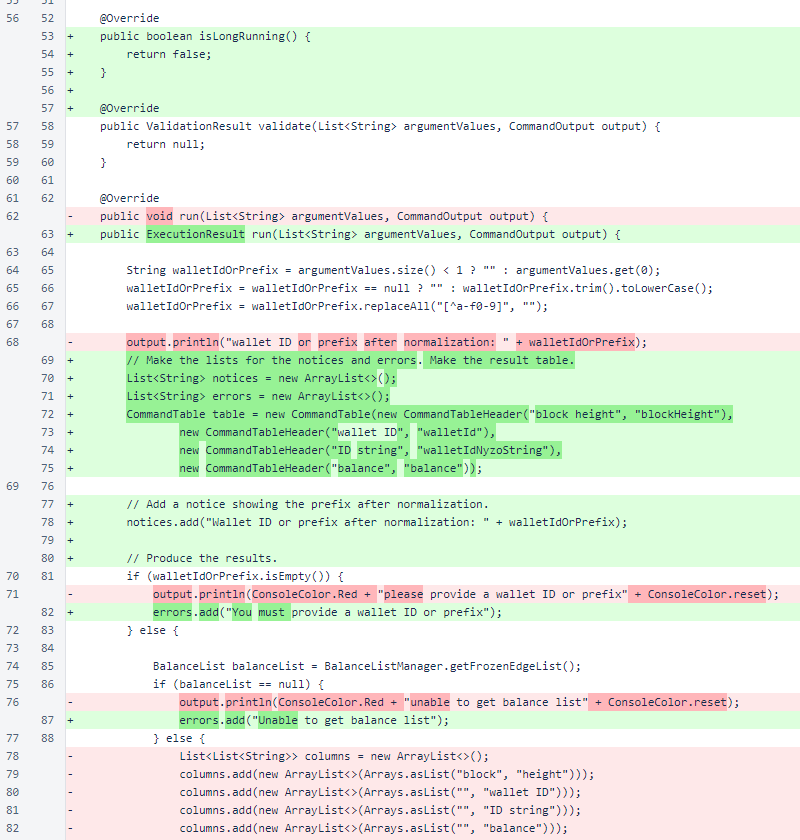 55 51
56 52 @Override
53 + public boolean isLongRunning() {
54 + return false;
55 + }
56 +
57 + @Override
57 58 public ValidationResult validate(List<String> argumentValues, CommandOutput output) {
58 59 return null;
59 60 }
60 61
61 62 @Override
62 - public void run(List<String> argumentValues, CommandOutput output) {
63 + public ExecutionResult run(List<String> argumentValues, CommandOutput output) {
63 64
64 65 String walletIdOrPrefix = argumentValues.size() < 1 ? "" : argumentValues.get(0);
65 66 walletIdOrPrefix = walletIdOrPrefix == null ? "" : walletIdOrPrefix.trim().toLowerCase();
66 67 walletIdOrPrefix = walletIdOrPrefix.replaceAll("[^a-f0-9]", "");
67 68
68 - output.println("wallet ID or prefix after normalization: " + walletIdOrPrefix);
69 + // Make the lists for the notices and errors. Make the result table.
70 + List<String> notices = new ArrayList<>();
71 + List<String> errors = new ArrayList<>();
72 + CommandTable table = new CommandTable(new CommandTableHeader("block height", "blockHeight"),
73 + new CommandTableHeader("wallet ID", "walletId"),
74 + new CommandTableHeader("ID string", "walletIdNyzoString"),
75 + new CommandTableHeader("balance", "balance"));
69 76
77 + // Add a notice showing the prefix after normalization.
78 + notices.add("Wallet ID or prefix after normalization: " + walletIdOrPrefix);
79 +
80 + // Produce the results.
70 81 if (walletIdOrPrefix.isEmpty()) {
71 - output.println(ConsoleColor.Red + "please provide a wallet ID or prefix" + ConsoleColor.reset);
82 + errors.add("You must provide a wallet ID or prefix");
72 83 } else {
73 84
74 85 BalanceList balanceList = BalanceListManager.getFrozenEdgeList();
75 86 if (balanceList == null) {
76 - output.println(ConsoleColor.Red + "unable to get balance list" + ConsoleColor.reset);
87 + errors.add("Unable to get balance list");
77 88 } else {
78 - List<List<String>> columns = new ArrayList<>();
79 - columns.add(new ArrayList<>(Arrays.asList("block", "height")));
80 - columns.add(new ArrayList<>(Arrays.asList("", "wallet ID")));
81 - columns.add(new ArrayList<>(Arrays.asList("", "ID string")));
82 - columns.add(new ArrayList<>(Arrays.asList("", "balance")));